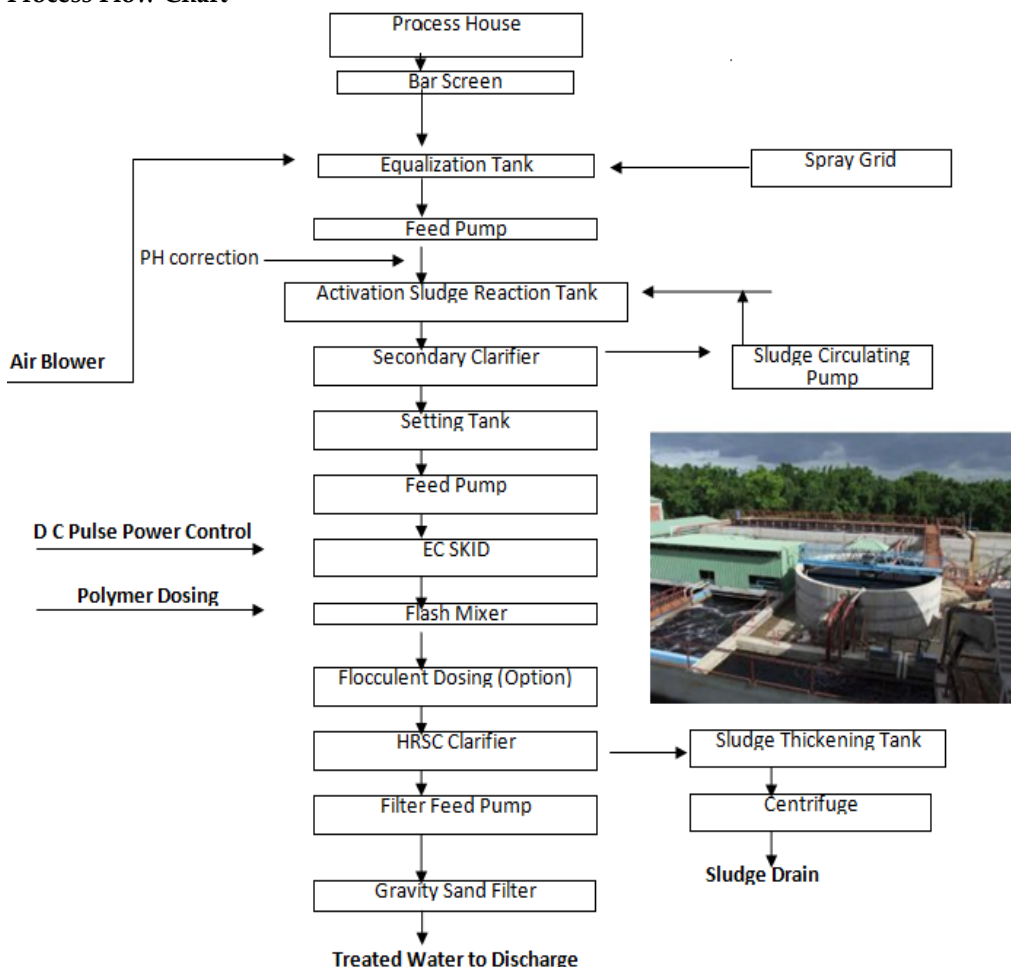 Process Flow Chart
Process House
Bar Screen
Equalization Tank
Spray Grid
Feed Pump
PH correction
Activation Sludge Reaction Tank
Air Blower
Secondary Clarifier
Sludge Circulating
Pump
Setting Tank
Feed Pump
D C Pulse Power Control
EC SKID
Polymer Dosing
Flash Mixer
Flocculent Dosing (Option)
HRSC Clarifier
Sludge Thickening Tank
Filter Feed Pump
Centrifuge
Sludge Drain
Gravity Sand Filter
Treated Water to Discharge